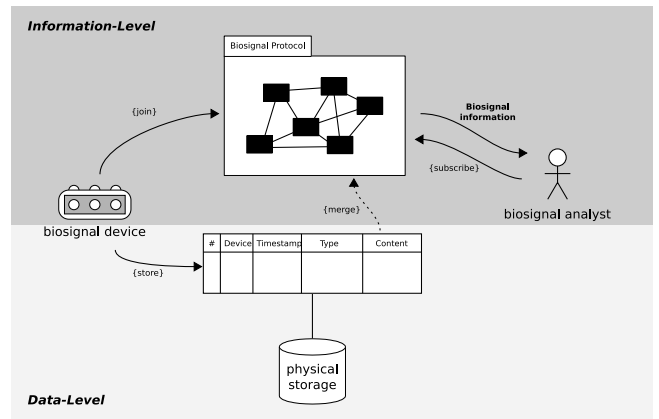 Information-Level
Biosignal Protocol
{join}
Biosignal
information
{subscribe}
biosignal analyst
{merge}
biosignal device
# Device Timestamp Type Content
{store}
physical
storage
Data-Level